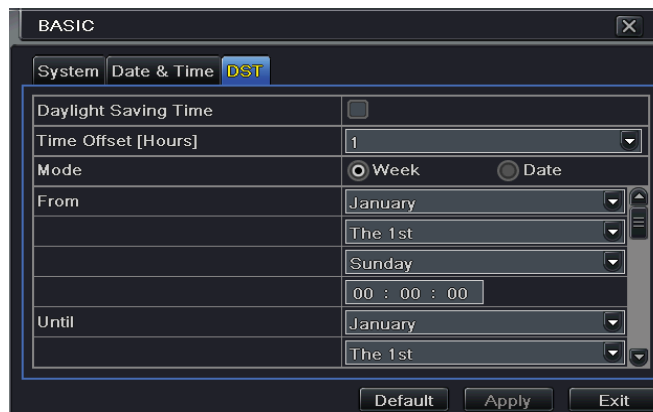 BASIC
System Date & Time DST
Daylight Saving Time
Time Offset [Hours] 1
Mode Week Date
From January
The 1st
Sunday
00 : 00 : 00
Until January
The 1st
Default Apply Exit